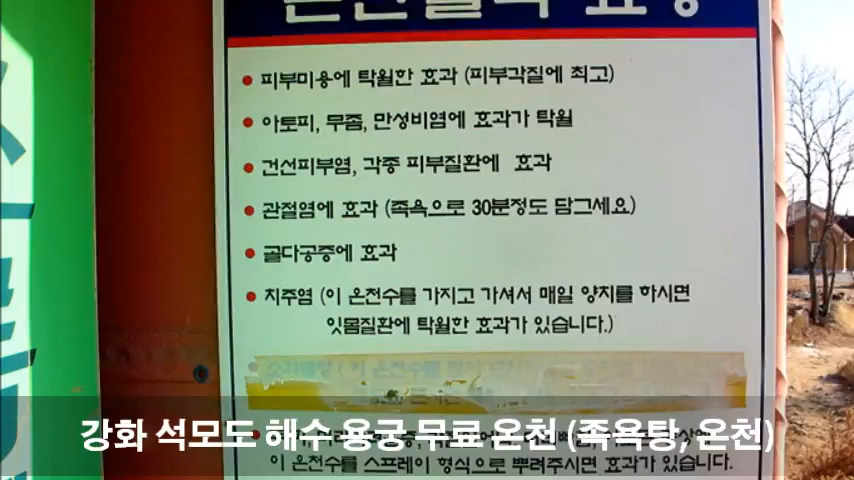 피부미용에 탁월한 효과 (피부각질에 최고)
아토피, 무좀, 만성비염에 효과가 탁월
건선피부염, 각종 피부질환에 효과
관절염에 효과 (족욕으로 30분정도 담그세요)
골다공증에 효과
치주염 (이 온천수를 가지고 가셔서 매일 양치를 하시면
잇몸질환에 탁월한 효과가 있습니다.)
강화 석모도 해수 용궁 무료 온천 (족욕탕, 온천)
이 온천수를 스프레이 형식으로 뿌려주시면 효과가 있습니다.